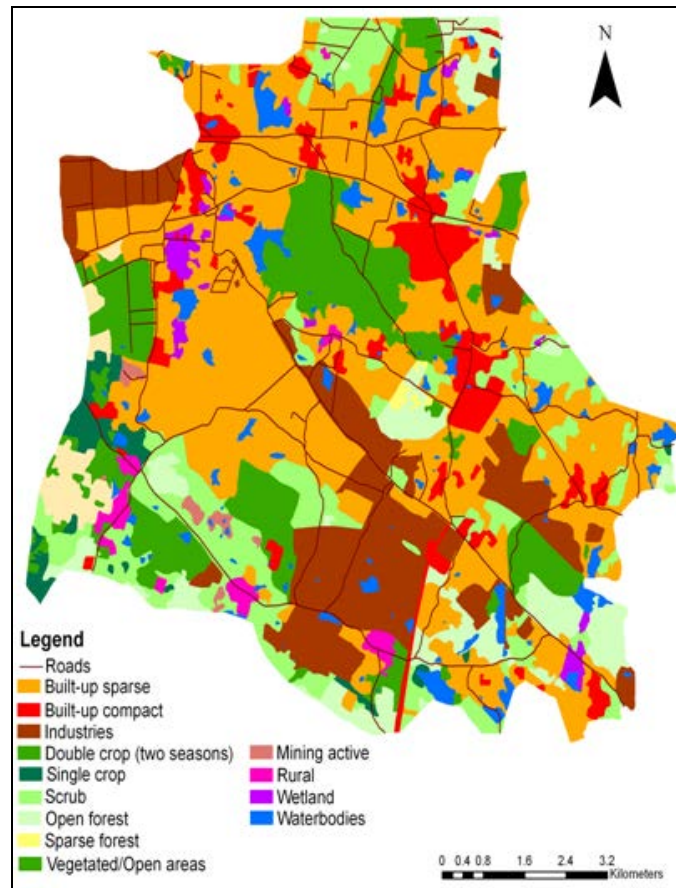 N
Legend
Roads
Built-up sparse
Built-up compact
Industries
Double crop (two seasons)
Single crop
Scrub
Open forest
Sparse forest
Vegetated/Open areas
Mining active
Rural
Wetland
Waterbodies
0 0.4 0.8 1.6 2.4 3.2
Kilometers